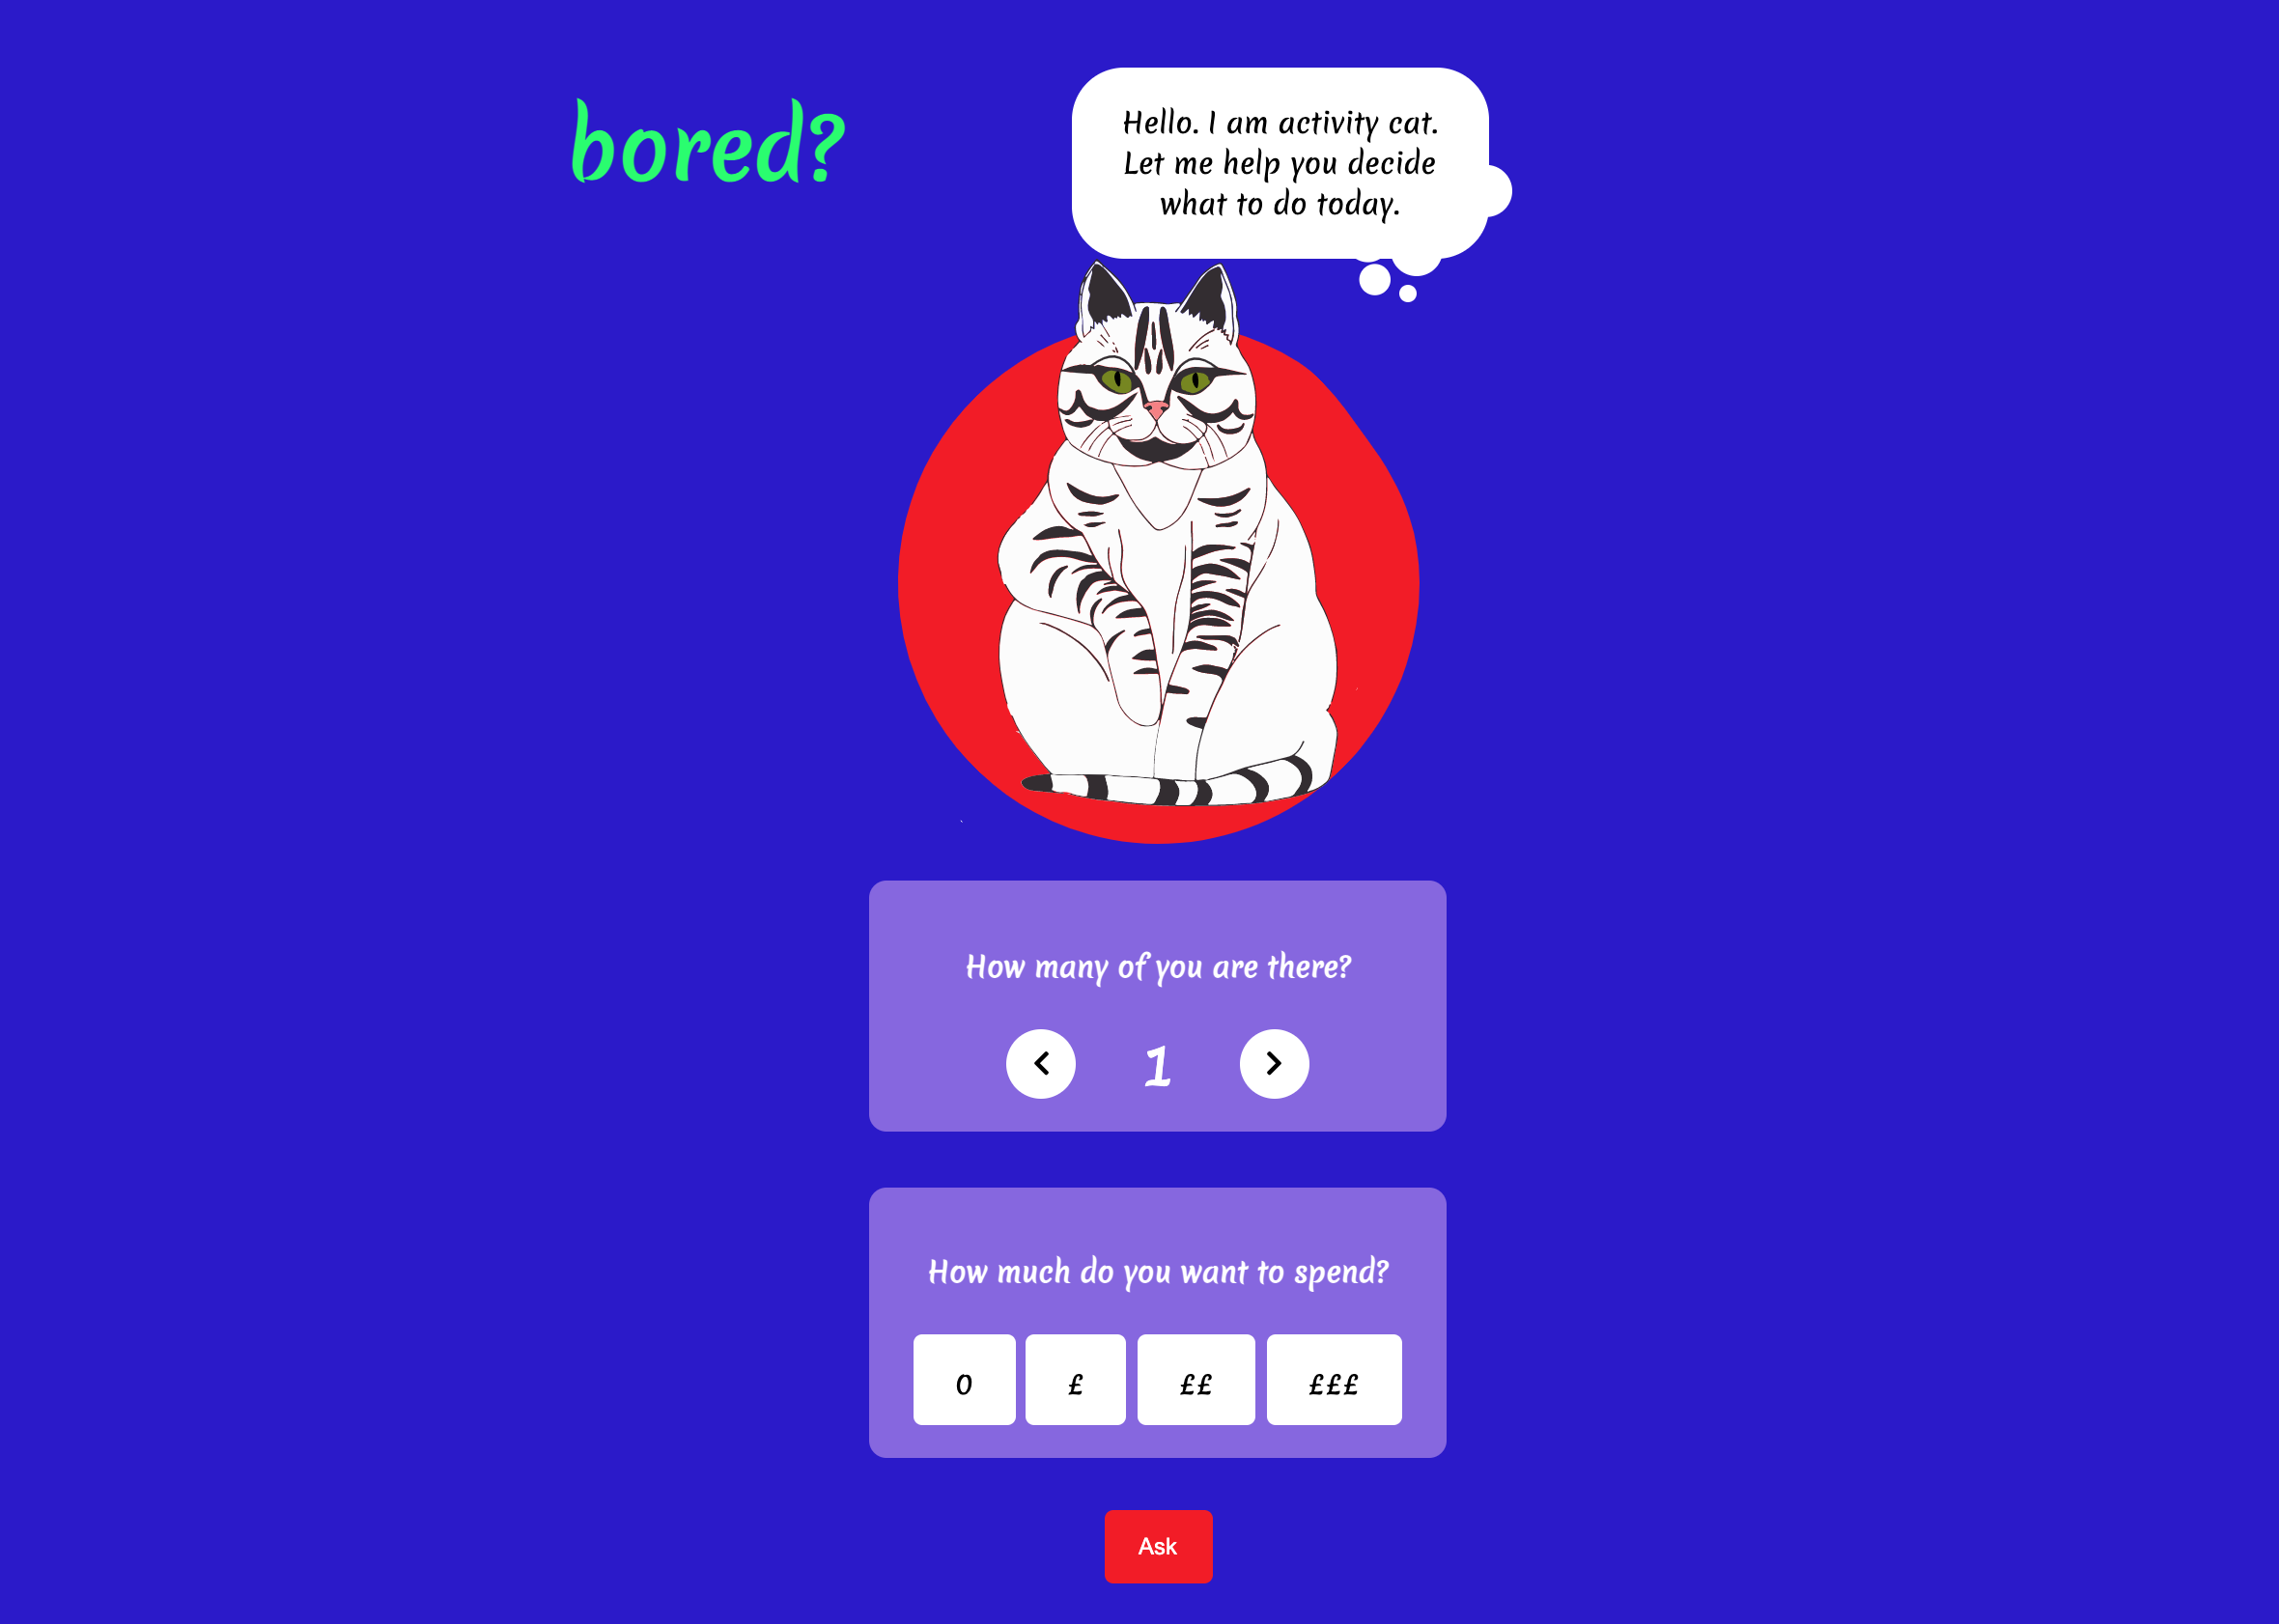 bored?
Hello. I am activity cat.
Let me help you decide
what to do today.
How many of you are there?
1
How much do you want to spend?
0
£
££
£££
Ask